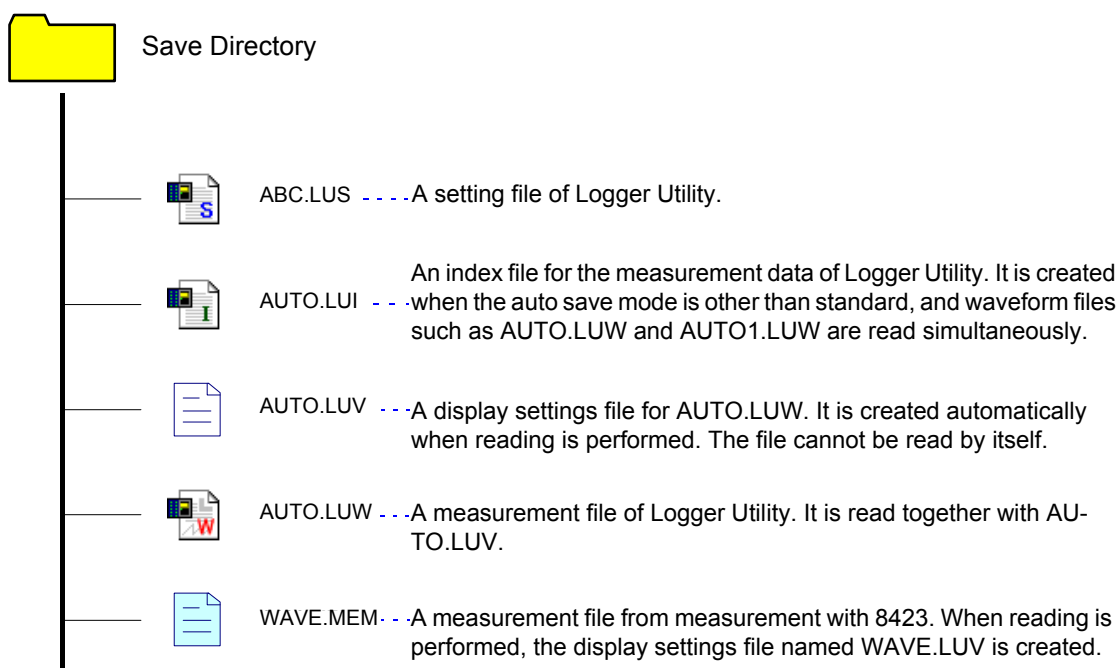 Save Directory
S
ABC.LUS
A setting file of Logger Utility.
An index file for the measurement data of Logger Utility. It is created
I
AUTO.LUI
when the auto save mode is other than standard, and waveform files
such as AUTO.LUW and AUTO1.LUW are read simultaneously.
AUTO.LUV
A display settings file for AUTO.LUW. It is created automatically
when reading is performed. The file cannot be read by itself.
W
AUTO.LUW
A measurement file of Logger Utility. It is read together with AU-
TO.LUV.
WAVE.MEM
A measurement file from measurement with 8423. When reading is
performed, the display settings file named WAVE.LUV is created.